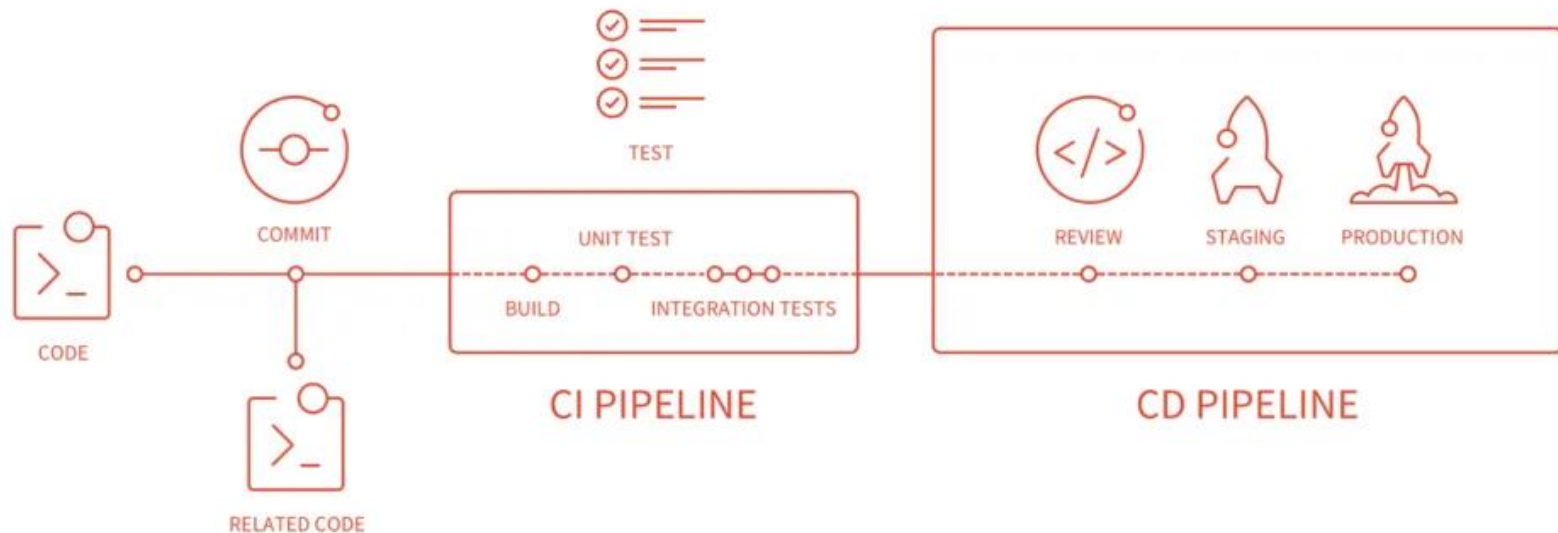 TEST
COMMIT
REVIEW
STAGING
PRODUCTION
UNIT TEST
BUILD
INTEGRATION TESTS
CODE
CI PIPELINE
CD PIPELINE
RELATED CODE